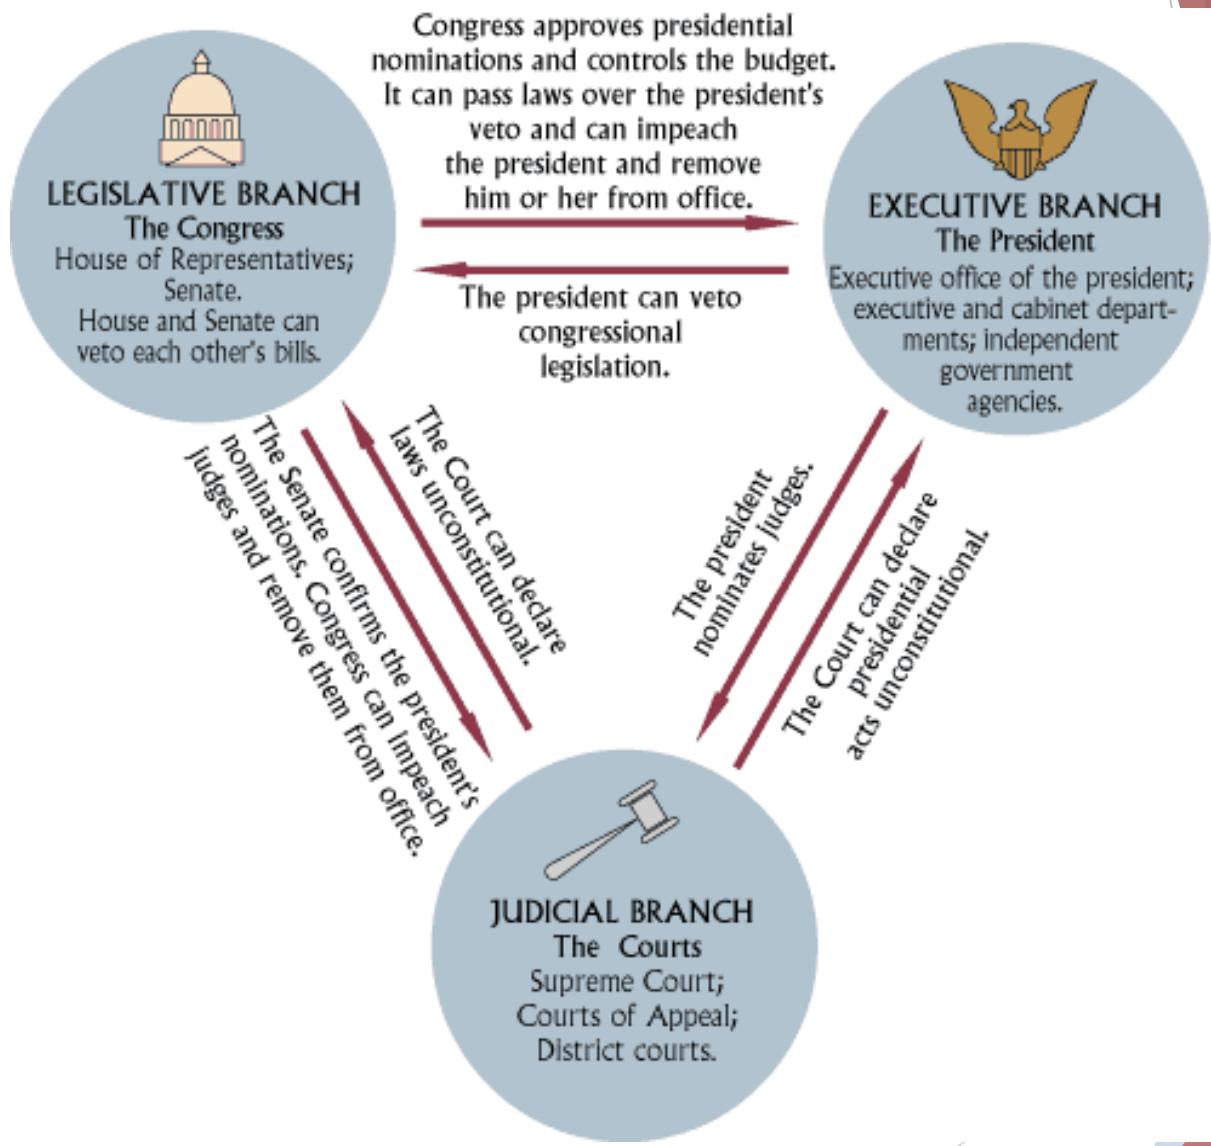 Congress approves presidential
nominations and controls the budget.
It can pass laws over the president's
veto and can impeach
the president and remove
him or her from office.
LEGISLATIVE BRANCH
The Congress
House of Representatives;
Senate.
House and Senate can
veto each other's bills.
EXECUTIVE BRANCH
The President
Executive office of the president;
executive and cabinet depart-
ments; independent
government
agencies.
The president can veto
congressional
legislation.
The Senate confirms the president's
nominations. Congress can impeach
judges and remove them from office.
The Court can declare
laws unconstitutional.
The president
nominates judges.
The Court can declare
presidential
acts unconstitutional.
JUDICIAL BRANCH
The Courts
Supreme Court;
Courts of Appeal;
District courts.